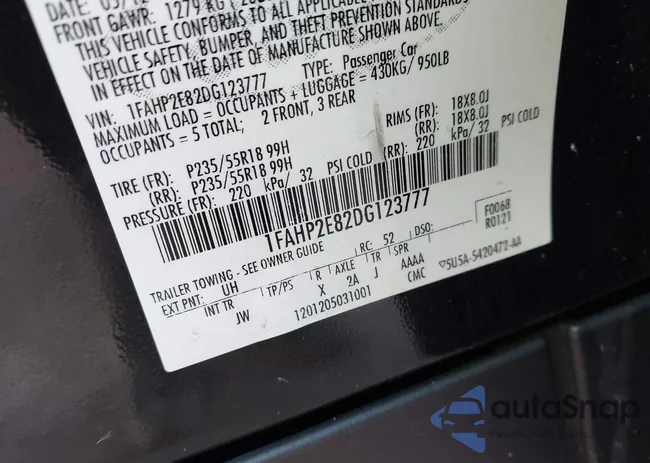 DATE:
FRONT GAWR: 1279 KG
THIS VEHICLE CONFORMS TO ALL APPLICABLE FEDERAL MOTOR
VEHICLE SAFETY, BUMPER, AND THEFT PREVENTION STANDARDS
IN EFFECT ON THE DATE OF MANUFACTURE SHOWN ABOVE.
VIN: 1FAHP2E82DG123777 TYPE: Passenger Car
MAXIMUM LOAD = OCCUPANTS + LUGGAGE = 430KG/ 950LB
OCCUPANTS = 5 TOTAL; 2 FRONT, 3 REAR
TIRE (FR): P235/55R18 99H RIMS (FR): 18X8.0J
(RR): P235/55R18 99H (RR): 18X8.0J
PRESSURE (FR): 220 kPa/ 32 PSI COLD (RR): 220 kPa/ 32 PSI COLD
1FAHP2E82DG123777
TRAILER TOWING - SEE OWNER GUIDE RC: 52 DSO: F0068
R0121
EXT PNT: UH TP/PS R AXLE TR SPR
INT TR JW X 2A J AAAA CMC ▽5U5A-5420472-AA
1201205031001
autoSnap